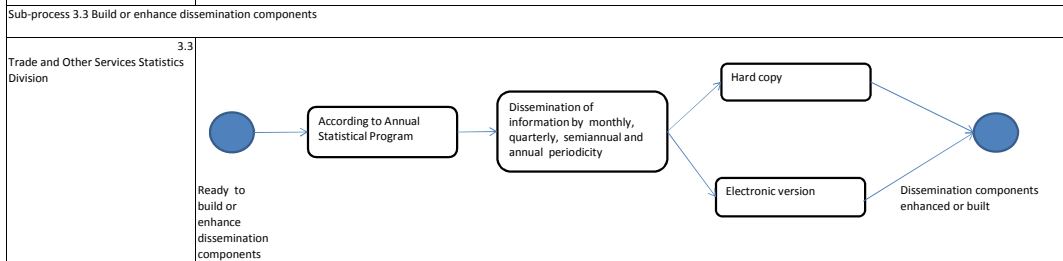 Sub-process 3.3 Build or enhance dissemination components
3.3
Trade and Other Services Statistics
Division
According to Annual
Statistical Program
Dissemination of
information by monthly,
quarterly, semiannual and
annual periodicity
Hard copy
Electronic version
Ready to
build or
enhance
dissemination
components
Dissemination components
enhanced or built